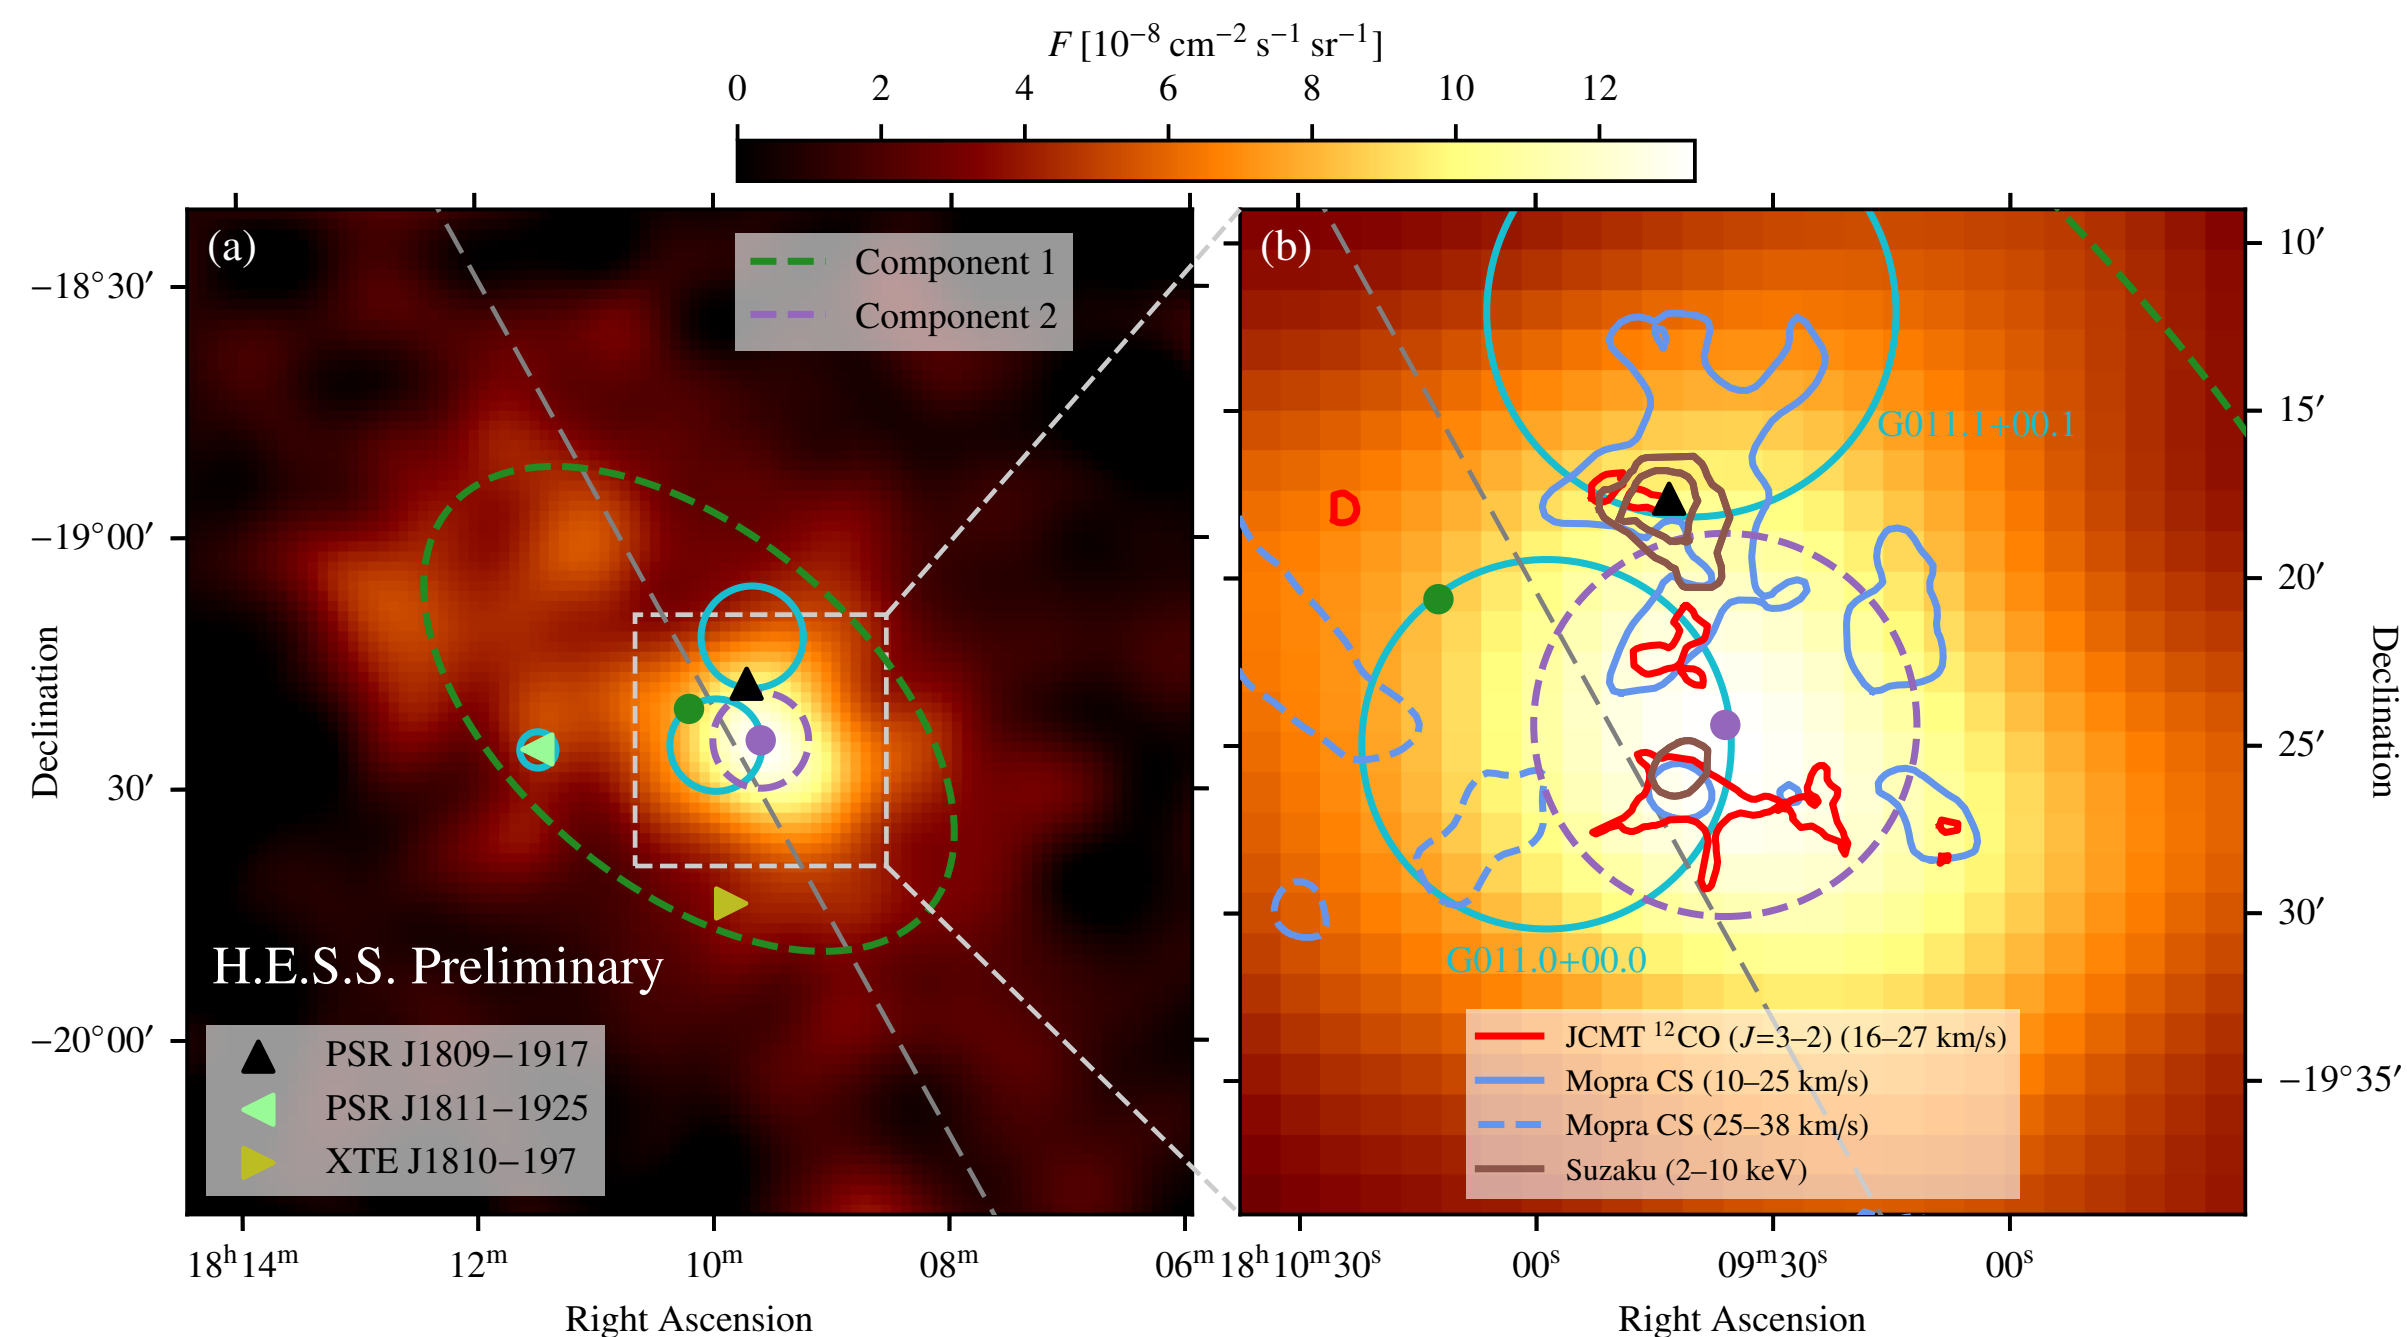 F [10⁻⁸ cm⁻² s⁻¹ sr⁻¹]
0 2 4 6 8 10 12
(a)
Component 1
Component 2
−18°30′
−19°00′
30′
−20°00′
Declination
H.E.S.S. Preliminary
PSR J1809−1917
PSR J1811−1925
XTE J1810−197
18ʰ14ᵐ 12ᵐ 10ᵐ 08ᵐ 06ᵐ
Right Ascension
(b)
G011.1+00.1
G011.0+00.0
JCMT ¹²CO (J=3–2) (16–27 km/s)
Mopra CS (10–25 km/s)
Mopra CS (25–38 km/s)
Suzaku (2–10 keV)
10′
15′
20′
25′
30′
−19°35′
Declination
18ʰ10ᵐ30ˢ 00ˢ 09ᵐ30ˢ 00ˢ
Right Ascension